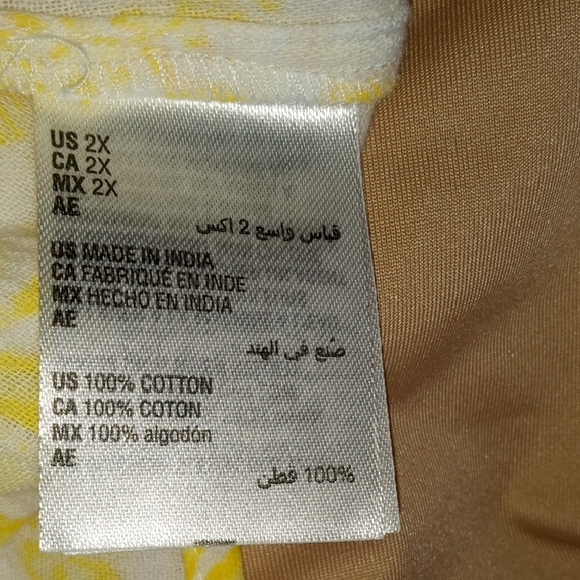 US 2X
CA 2X
MX 2X
AE
قياس واسع 2 اكس
US MADE IN INDIA
CA FABRIQUÉ EN INDE
MX HECHO EN INDIA
AE
صُنع في الهند
US 100% COTTON
CA 100% COTON
MX 100% algodón
AE
100% قطن